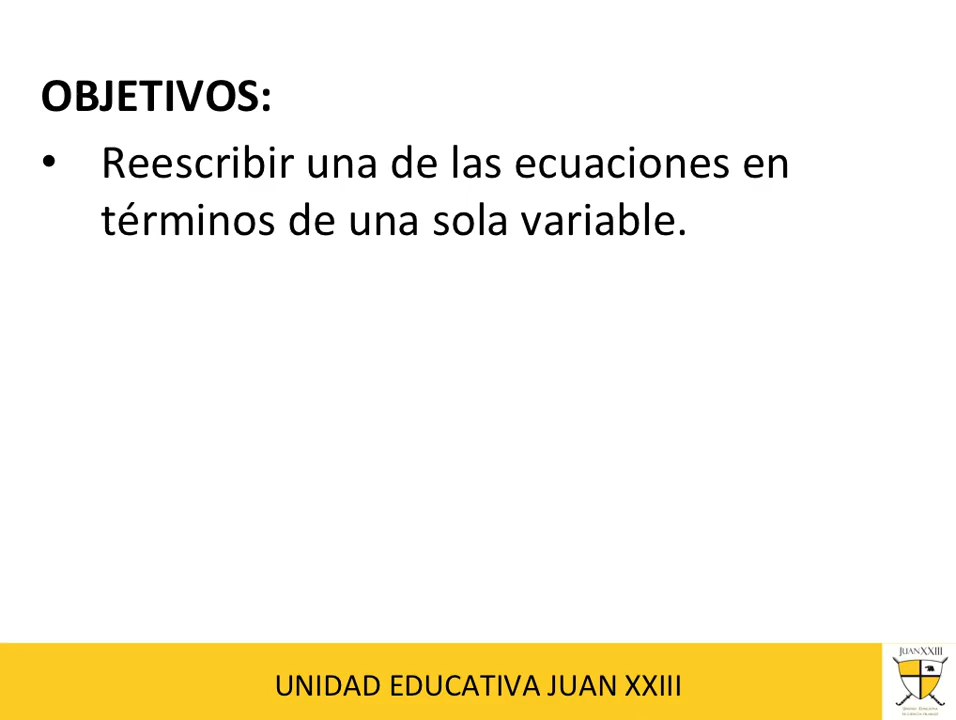 OBJETIVOS:
• Reescribir una de las ecuaciones en
términos de una sola variable.
UNIDAD EDUCATIVA JUAN XXIII
JUAN XXIII